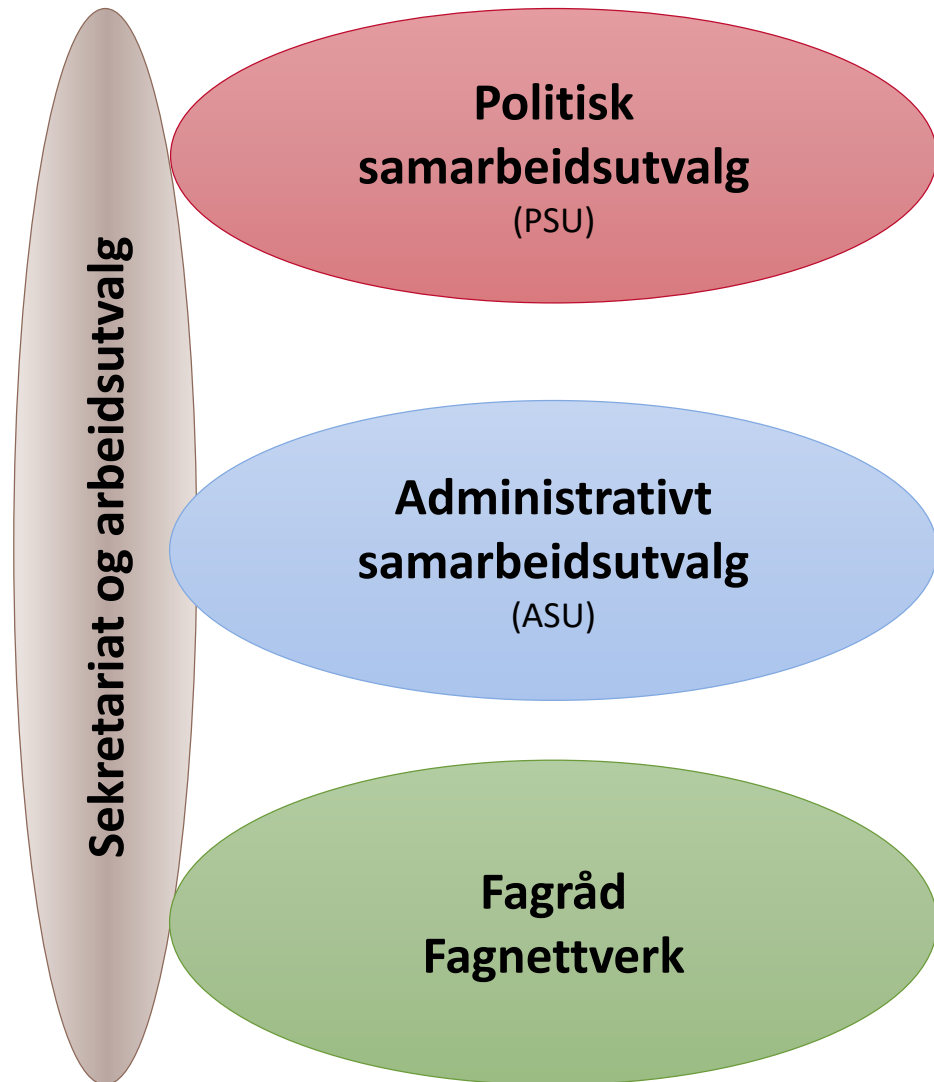 Sekretariat og arbeidsutvalg
Politisk
samarbeidsutvalg
(PSU)
Administrativt
samarbeidsutvalg
(ASU)
Fagråd
Fagnettverk